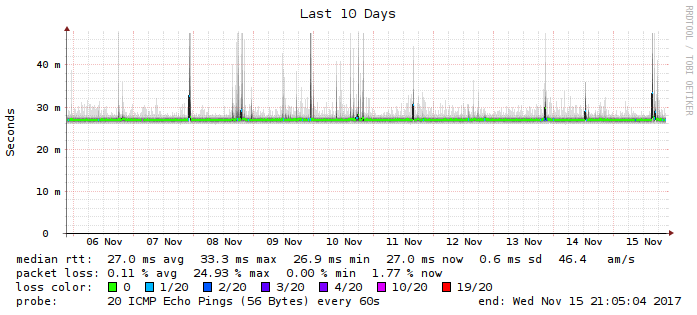 Last 10 Days
RRDTOOL / TOBI OETIKER
Seconds
40 m
30 m
20 m
10 m
0
06 Nov 07 Nov 08 Nov 09 Nov 10 Nov 11 Nov 12 Nov 13 Nov 14 Nov 15 Nov
median rtt: 27.0 ms avg 33.3 ms max 26.9 ms min 27.0 ms now 0.6 ms sd 46.4 am/s
packet loss: 0.11 % avg 24.93 % max 0.00 % min 1.77 % now
loss color: 0 1/20 2/20 3/20 4/20 10/20 19/20
probe: 20 ICMP Echo Pings (56 Bytes) every 60s end: Wed Nov 15 21:05:04 2017